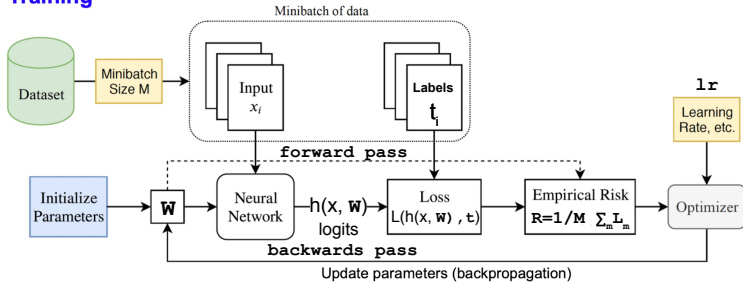 Training
Minibatch of data
Dataset
Minibatch
Size M
Input
xᵢ
Labels
tᵢ
lr
Learning
Rate, etc.
forward pass
Initialize
Parameters
W
Neural
Network
h(x, W)
logits
Loss
L(h(x, W),t)
Empirical Risk
R=1/M ∑ₘLₘ
Optimizer
backwards pass
Update parameters (backpropagation)